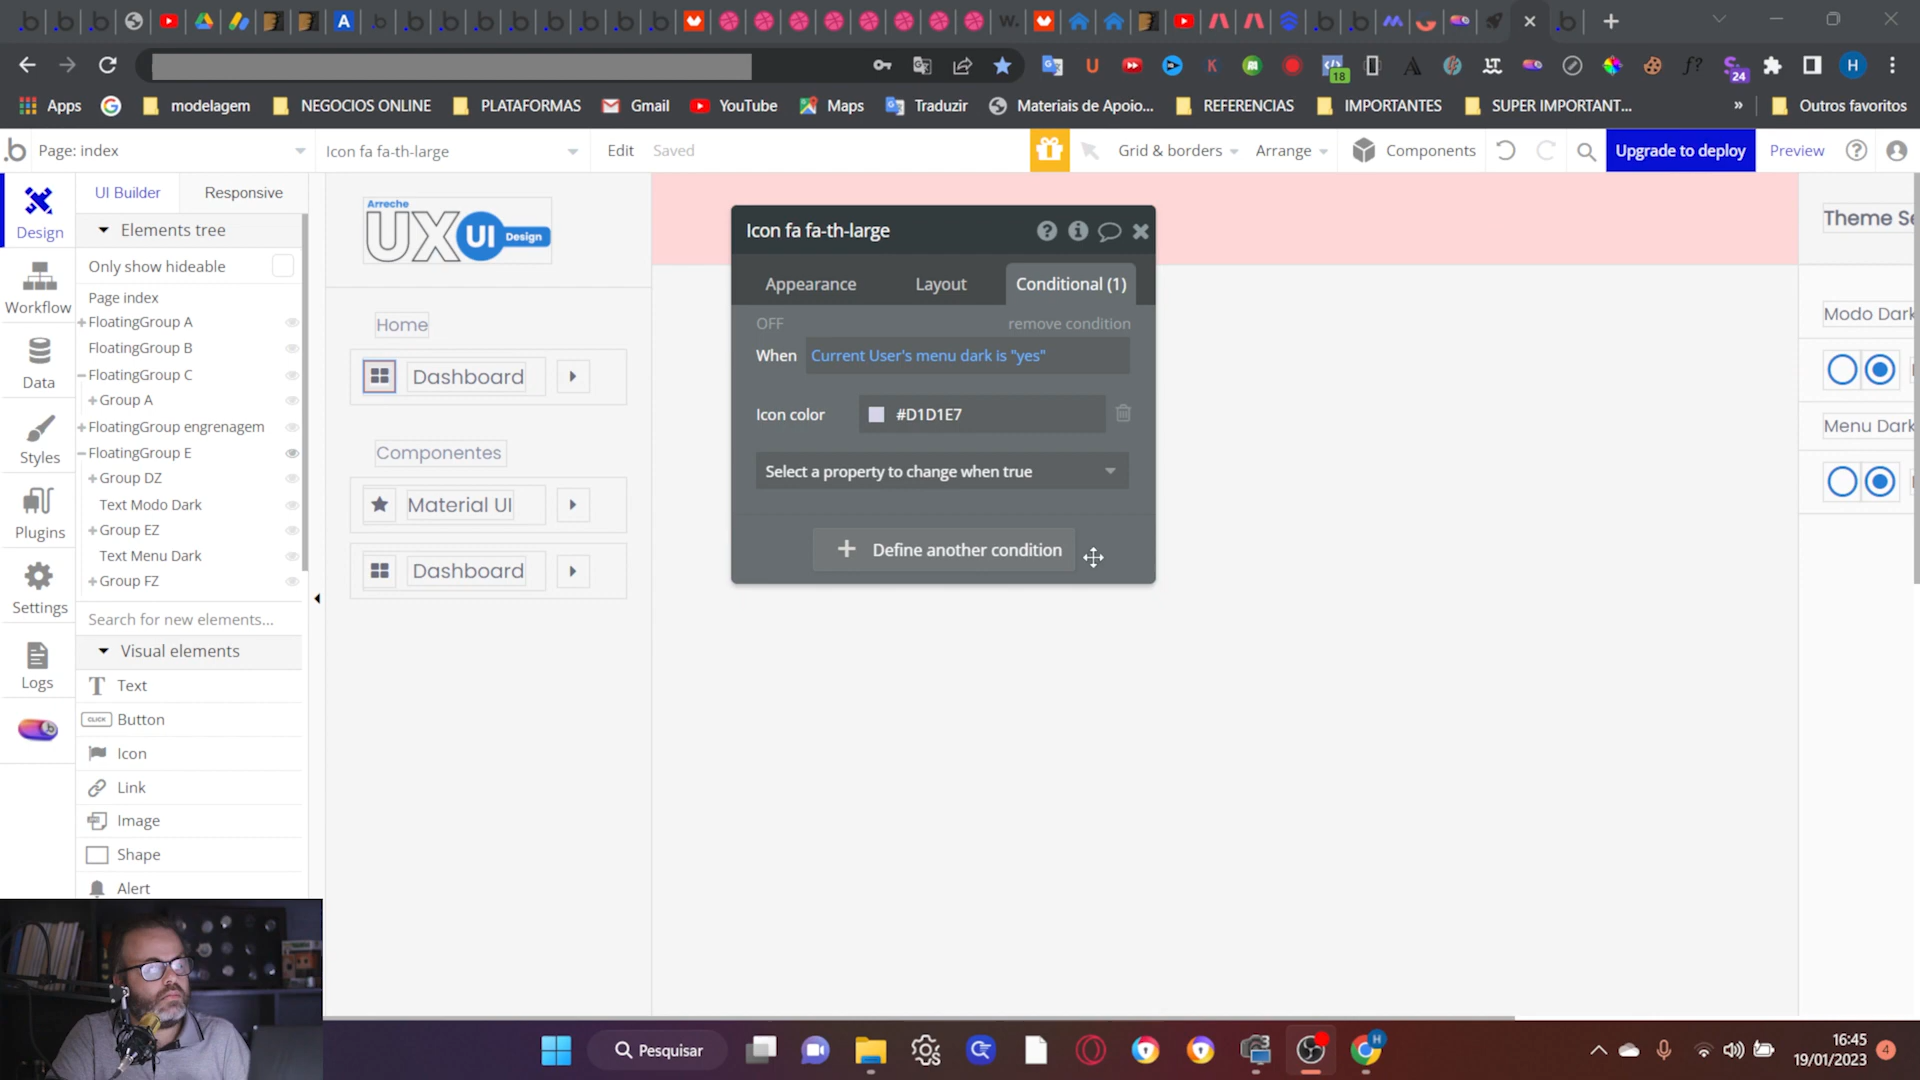 18
24
H
Apps
modelagem
NEGOCIOS ONLINE
PLATAFORMAS
Gmail
YouTube
Maps
Traduzir
Materiais de Apoio...
REFERENCIAS
IMPORTANTES
SUPER IMPORTANT...
»
Outros favoritos
Page: index
Icon fa fa-th-large
Edit
Saved
Grid & borders
Arrange
Components
Upgrade to deploy
Preview
UI Builder
Responsive
Design
Workflow
Data
Styles
Plugins
Settings
Logs
Elements tree
Only show hideable
Page index
FloatingGroup A
FloatingGroup B
FloatingGroup C
Group A
FloatingGroup engrenagem
FloatingGroup E
Group DZ
Text Modo Dark
Group EZ
Text Menu Dark
Group FZ
Search for new elements...
Visual elements
Text
CLICK Button
Icon
Link
Image
Shape
Alert
Arreche
UX UI Design
Home
Dashboard
Componentes
Material UI
Dashboard
Icon fa fa-th-large
Appearance
Layout
Conditional (1)
OFF
remove condition
When
Current User's menu dark is "yes"
Icon color
#D1D1E7
Select a property to change when true
+ Define another condition
Theme Se
Modo Dark
Menu Dark
Pesquisar
16:45
19/01/2023
4